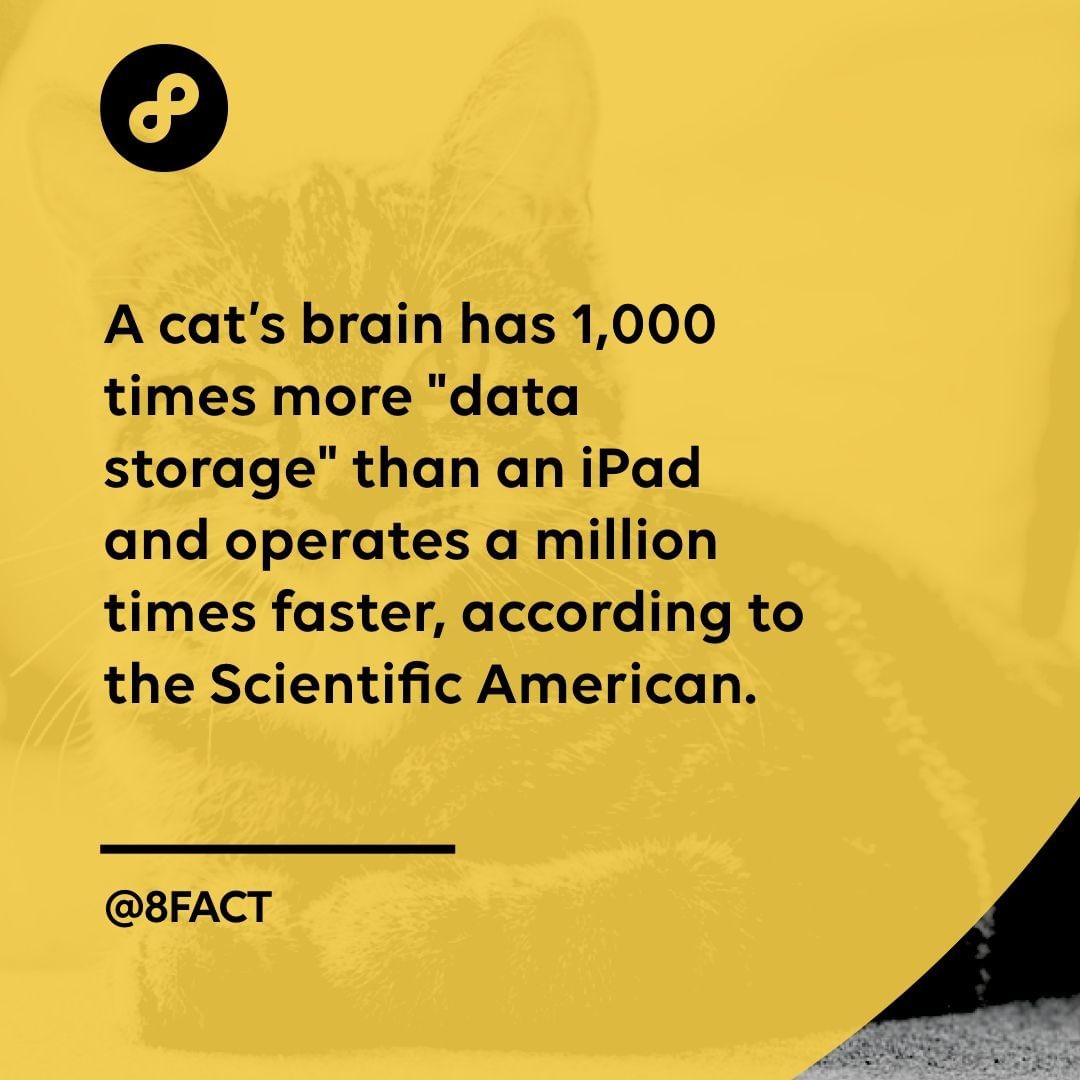 A cat's brain has 1,000
times more "data
storage" than an iPad
and operates a million
times faster, according to
the Scientific American.
@8FACT